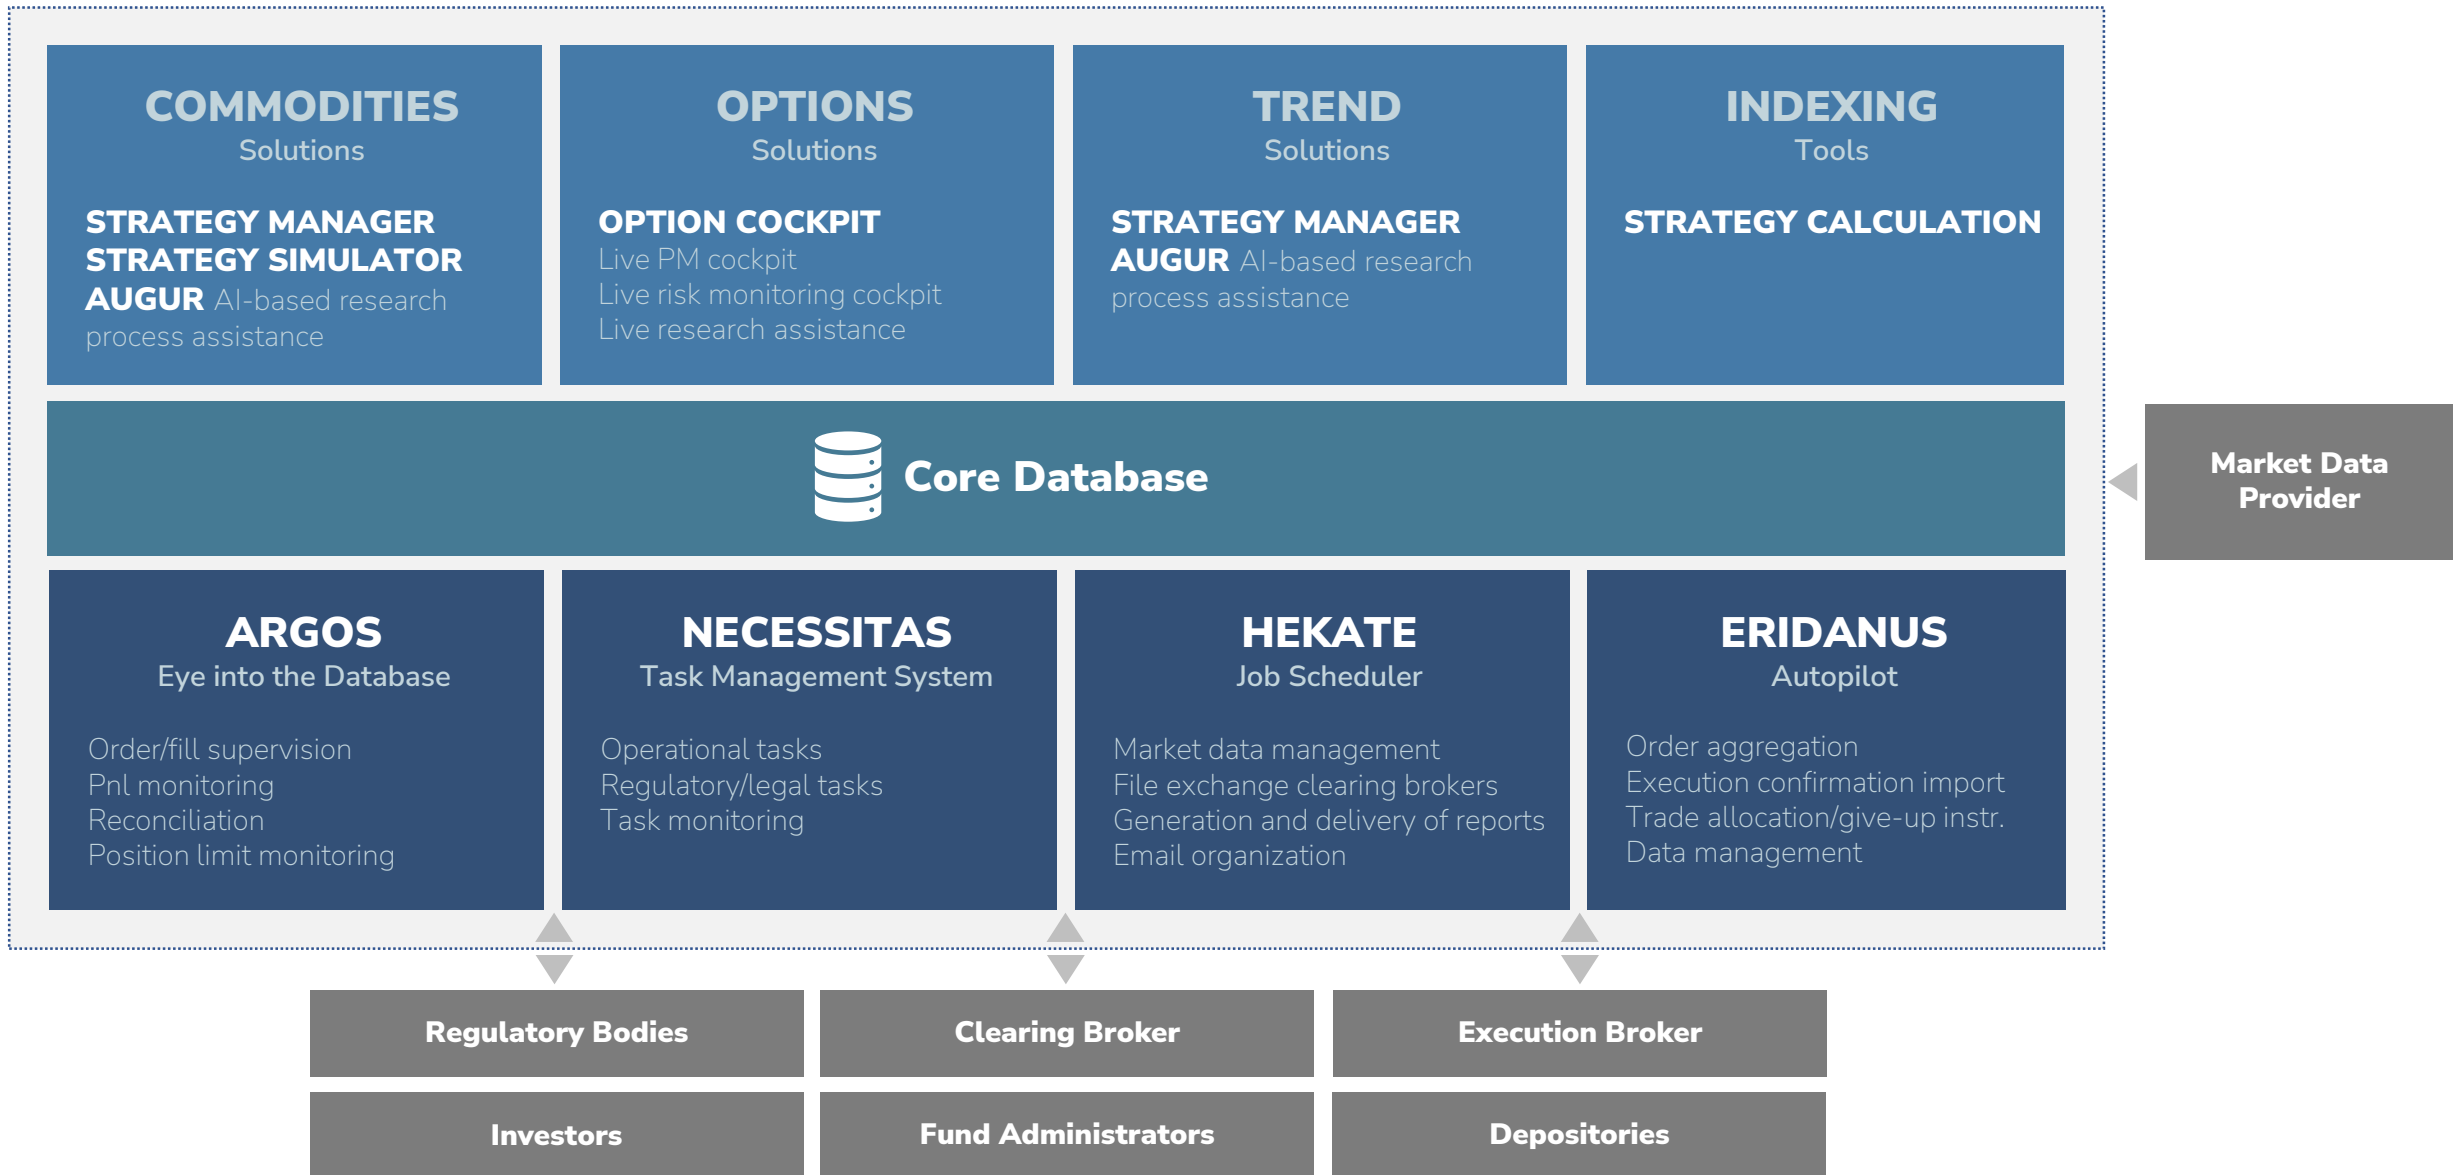 COMMODITIES
Solutions
STRATEGY MANAGER
STRATEGY SIMULATOR
AUGUR AI-based research
process assistance
OPTIONS
Solutions
OPTION COCKPIT
Live PM cockpit
Live risk monitoring cockpit
Live research assistance
TREND
Solutions
STRATEGY MANAGER
AUGUR AI-based research
process assistance
INDEXING
Tools
STRATEGY CALCULATION
Core Database
Market Data
Provider
ARGOS
Eye into the Database
Order/fill supervision
Pnl monitoring
Reconciliation
Position limit monitoring
NECESSITAS
Task Management System
Operational tasks
Regulatory/legal tasks
Task monitoring
HEKATE
Job Scheduler
Market data management
File exchange clearing brokers
Generation and delivery of reports
Email organization
ERIDANUS
Autopilot
Order aggregation
Execution confirmation import
Trade allocation/give-up instr.
Data management
Regulatory Bodies
Clearing Broker
Execution Broker
Investors
Fund Administrators
Depositories